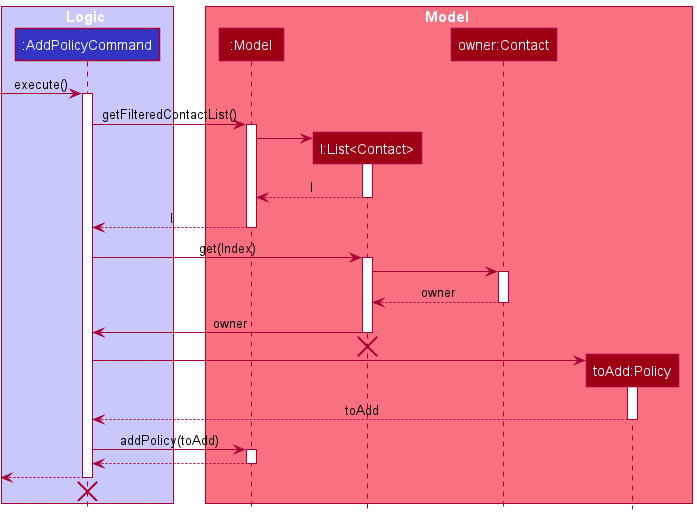 Logic
Model
:AddPolicyCommand
:Model
owner:Contact
execute()
getFilteredContactList()
l:List<Contact>
l
l
get(Index)
owner
owner
toAdd:Policy
toAdd
addPolicy(toAdd)